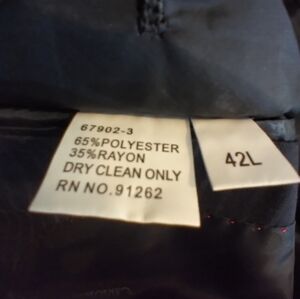 67902-3
65%POLYESTER
35%RAYON
DRY CLEAN ONLY
RN NO.91262
42L